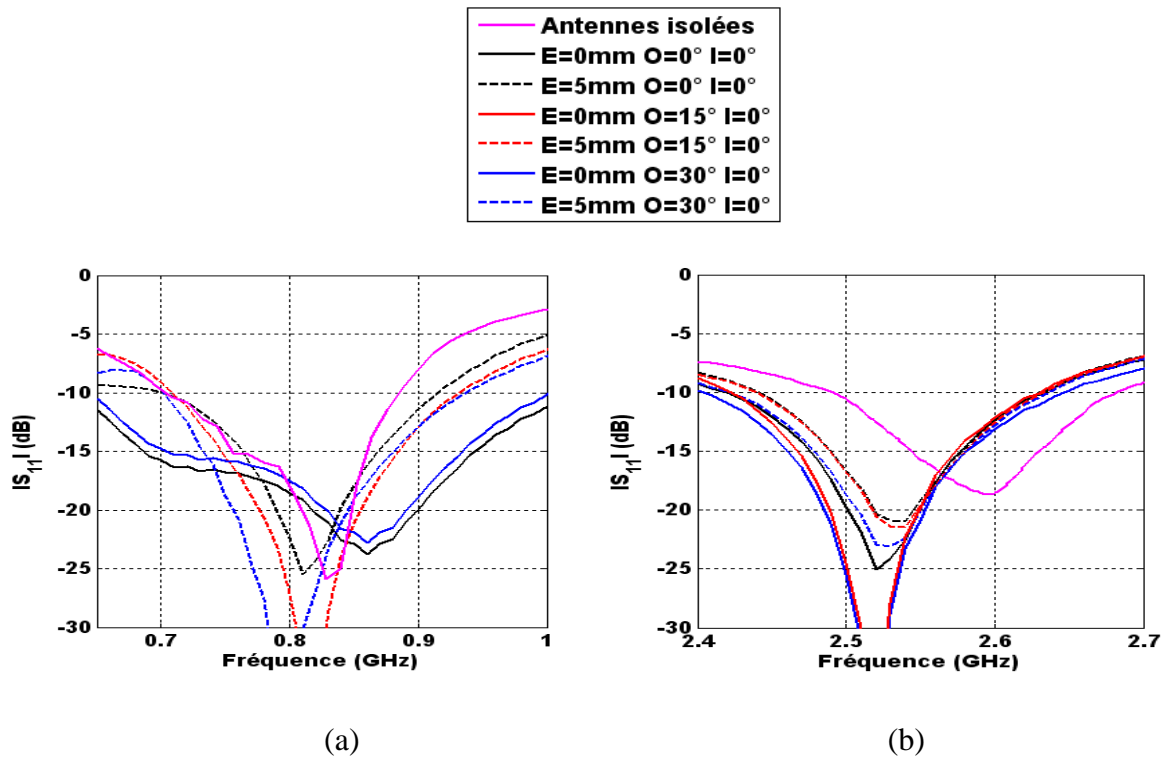 Antennes isolées
E=0mm O=0° I=0°
E=5mm O=0° I=0°
E=0mm O=15° I=0°
E=5mm O=15° I=0°
E=0mm O=30° I=0°
E=5mm O=30° I=0°
0
-5
-10
-15
-20
-25
-30
|S11| (dB)
0.7
0.8
0.9
1
Fréquence (GHz)
(a)
0
-5
-10
-15
-20
-25
-30
|S11| (dB)
2.4
2.5
2.6
2.7
Fréquence (GHz)
(b)